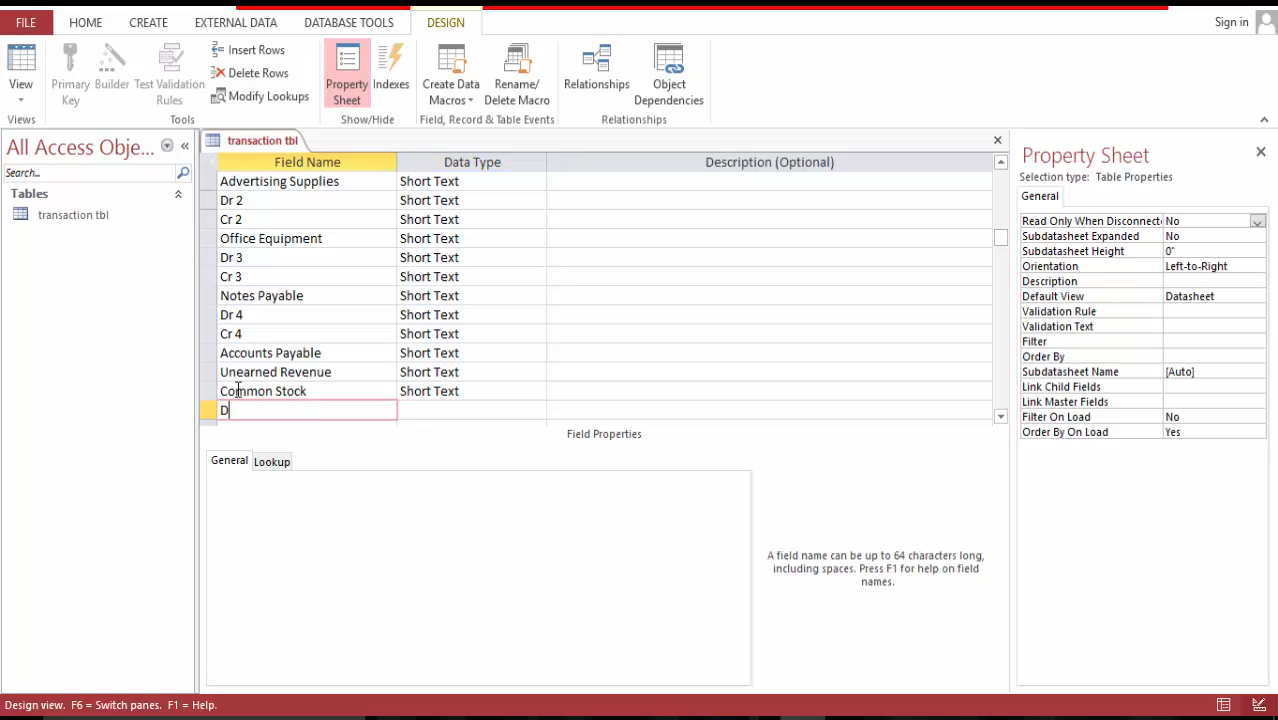 FILE HOME CREATE EXTERNAL DATA DATABASE TOOLS DESIGN Sign in
View Primary Key Builder Test Validation Rules Insert Rows Delete Rows Modify Lookups Property Sheet Indexes Create Data Macros Rename/ Delete Macro Relationships Object Dependencies
Views Tools Show/Hide Field, Record & Table Events Relationships
All Access Obje...
Search...
Tables
transaction tbl
transaction tbl
Field Name Data Type Description (Optional)
Advertising Supplies Short Text
Dr 2 Short Text
Cr 2 Short Text
Office Equipment Short Text
Dr 3 Short Text
Cr 3 Short Text
Notes Payable Short Text
Dr 4 Short Text
Cr 4 Short Text
Accounts Payable Short Text
Unearned Revenue Short Text
Common Stock Short Text
D
Field Properties
General Lookup
A field name can be up to 64 characters long,
including spaces. Press F1 for help on field
names.
Property Sheet
Selection type: Table Properties
General
Read Only When Disconnect No
Subdatasheet Expanded No
Subdatasheet Height 0"
Orientation Left-to-Right
Description
Default View Datasheet
Validation Rule
Validation Text
Filter
Order By
Subdatasheet Name [Auto]
Link Child Fields
Link Master Fields
Filter On Load No
Order By On Load Yes
Design view. F6 = Switch panes. F1 = Help.